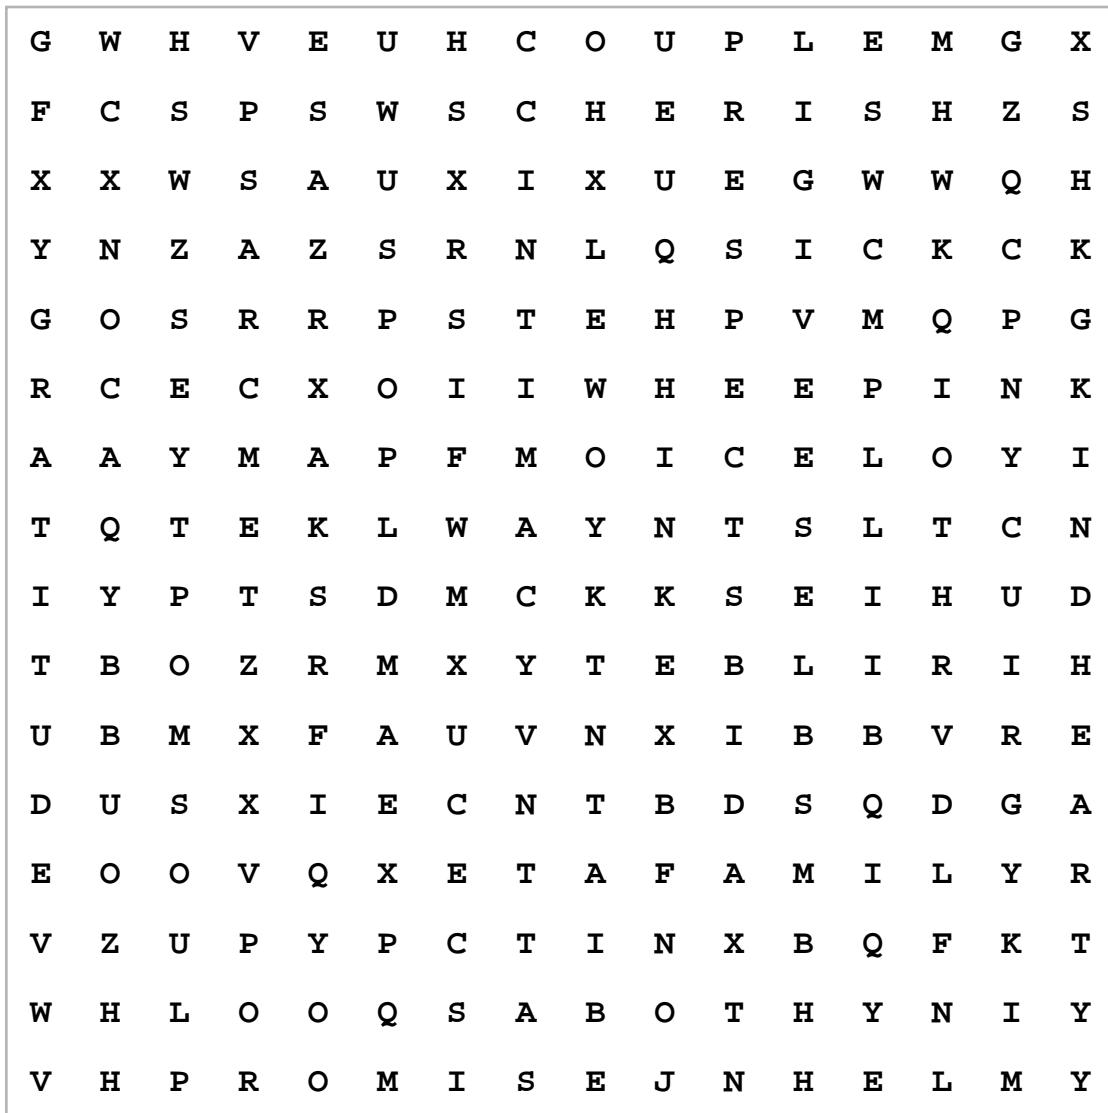 G W H V E U H C O U P L E M G X
F C S P S W S C H E R I S H Z S
X X W S A U X I X U E G W W Q H
Y N Z A Z S R N L Q S I C K C K
G O S R R P S T E H P V M Q P G
R C E C X O I I W H E E P I N K
A A Y M A P F M O I C E L O Y I
T Q T E K L W A Y N T S L T C N
I Y P T S D M C K K S E I H U D
T B O Z R M X Y T E B L I R I H
U B M X F A U V N X I B B V R E
D U S X I E C N T B D S Q D G A
E O O V Q X E T A F A M I L Y R
V Z U P Y P C T I N X B Q F K T
W H L O O Q S A B O T H Y N I Y
V H P R O M I S E J N H E L M Y